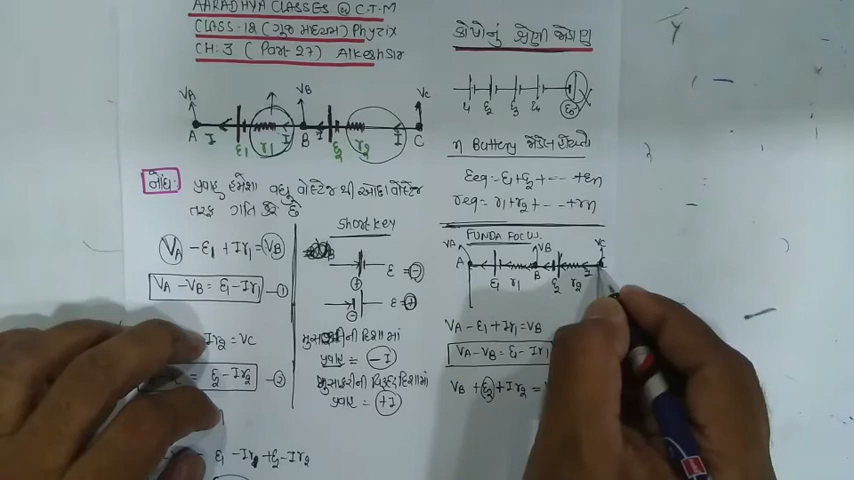 AARADHYA CLASSES @ C.T.M
CLASS-12 (ગુજ માધ્યમ) Phyzix
CH: 3 ( Part 27) Alkeshsir
VA VB VC
A I ε1 r1 I B I ε2 r2 I C
નોંધ: પ્રવાહ હંમેશા વધુ વોલ્ટેજ થી ઓછા વોલ્ટેજ
તરફ ગતિ કરે છે
VA - ε1 + Ir1 = VB
VA - VB = ε1 - Ir1 - ①
Ir2 = VC
= ε2 - Ir2 - ②
ε1 - Ir1 + ε2 - Ir2
Short key
ε = ⊖
ε = ⊕
મુસાફરીની દિશામાં
પ્રવાહ = -I
મુસાફરીની વિરુદ્ધ દિશામાં
પ્રવાહ = +I
કોષોનું શ્રેણી જોડાણ
ε1 ε2 ε3 ε4 εn
n Battery જોડેલ હોય તો
εeq = ε1 + ε2 + --- + εn
req = r1 + r2 + --- + rn
FUNDA FOCUS.
VA VB VC
A ε1 r1 B ε2 r2 I
VA - ε1 + Ir1 = VB
VA - VB = ε1 - Ir1
VB + ε2 + Ir2 =